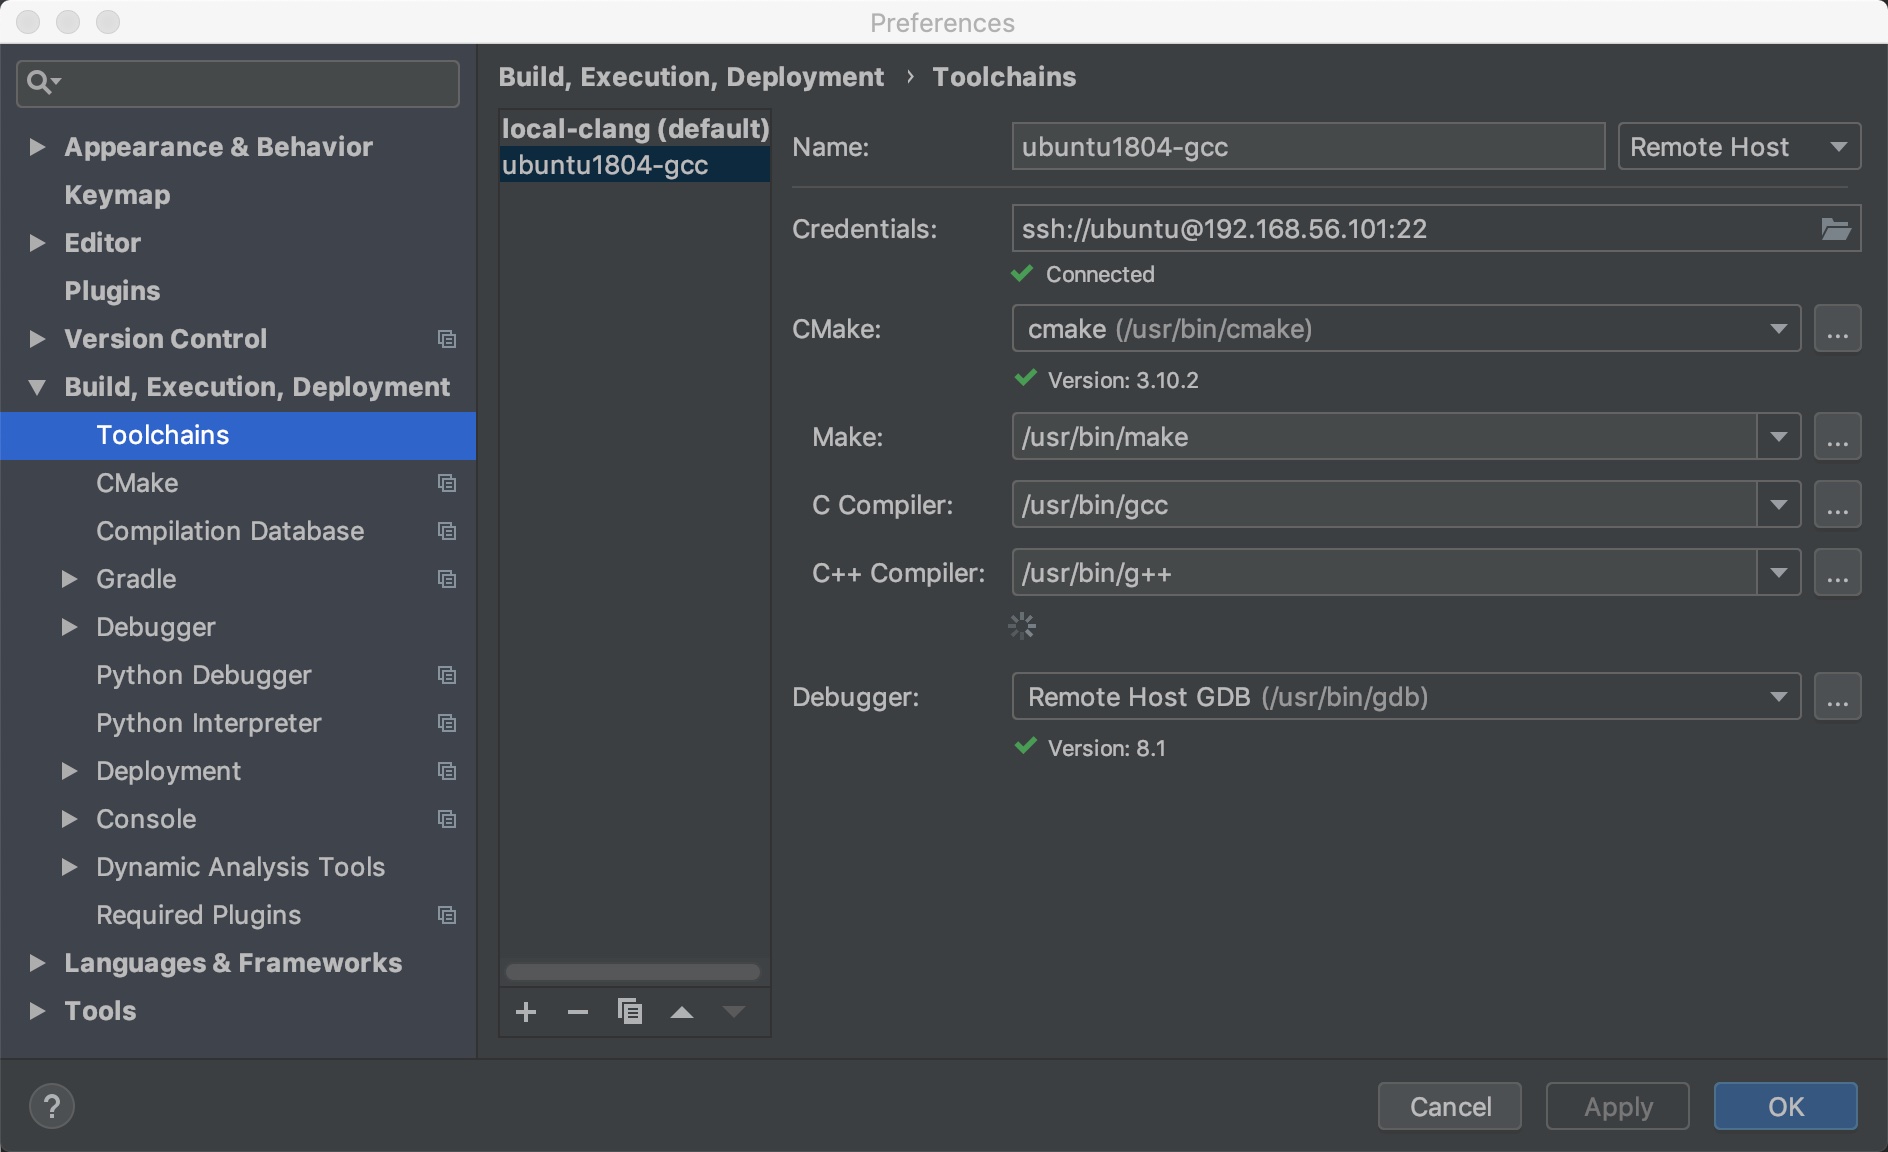 Preferences
Appearance & Behavior
Keymap
Editor
Plugins
Version Control
Build, Execution, Deployment
Toolchains
CMake
Compilation Database
Gradle
Debugger
Python Debugger
Python Interpreter
Deployment
Console
Dynamic Analysis Tools
Required Plugins
Languages & Frameworks
Tools
Build, Execution, Deployment › Toolchains
local-clang (default)
ubuntu1804-gcc
Name: ubuntu1804-gcc Remote Host
Credentials: ssh://ubuntu@192.168.56.101:22
Connected
CMake: cmake (/usr/bin/cmake) ...
Version: 3.10.2
Make: /usr/bin/make ...
C Compiler: /usr/bin/gcc ...
C++ Compiler: /usr/bin/g++ ...
Debugger: Remote Host GDB (/usr/bin/gdb) ...
Version: 8.1
? Cancel Apply OK